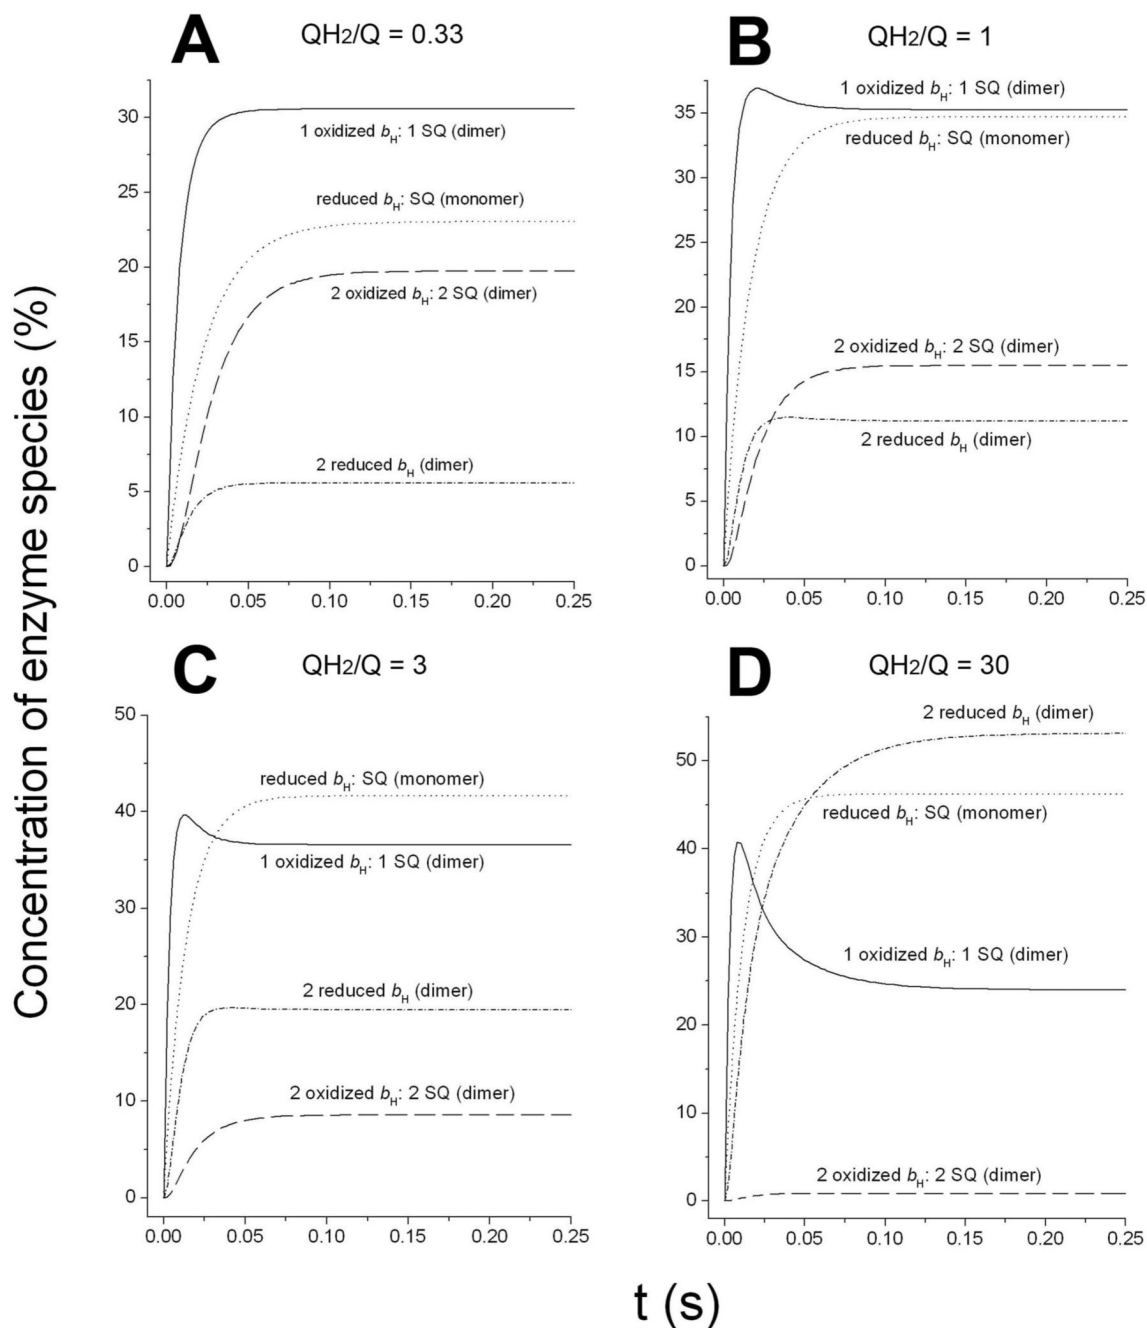 A
QH2/Q = 0.33
B
QH2/Q = 1
30
25
20
15
10
5
0
1 oxidized bH: 1 SQ (dimer)
reduced bH: SQ (monomer)
2 oxidized bH: 2 SQ (dimer)
2 reduced bH (dimer)
0.00 0.05 0.10 0.15 0.20 0.25
35
30
25
20
15
10
5
0
1 oxidized bH: 1 SQ (dimer)
reduced bH: SQ (monomer)
2 oxidized bH: 2 SQ (dimer)
2 reduced bH (dimer)
0.00 0.05 0.10 0.15 0.20 0.25
Concentration of enzyme species (%)
C
QH2/Q = 3
D
QH2/Q = 30
50
40
30
20
10
0
reduced bH: SQ (monomer)
1 oxidized bH: 1 SQ (dimer)
2 reduced bH (dimer)
2 oxidized bH: 2 SQ (dimer)
0.00 0.05 0.10 0.15 0.20 0.25
50
40
30
20
10
0
2 reduced bH (dimer)
reduced bH: SQ (monomer)
1 oxidized bH: 1 SQ (dimer)
2 oxidized bH: 2 SQ (dimer)
0.00 0.05 0.10 0.15 0.20 0.25
t (s)